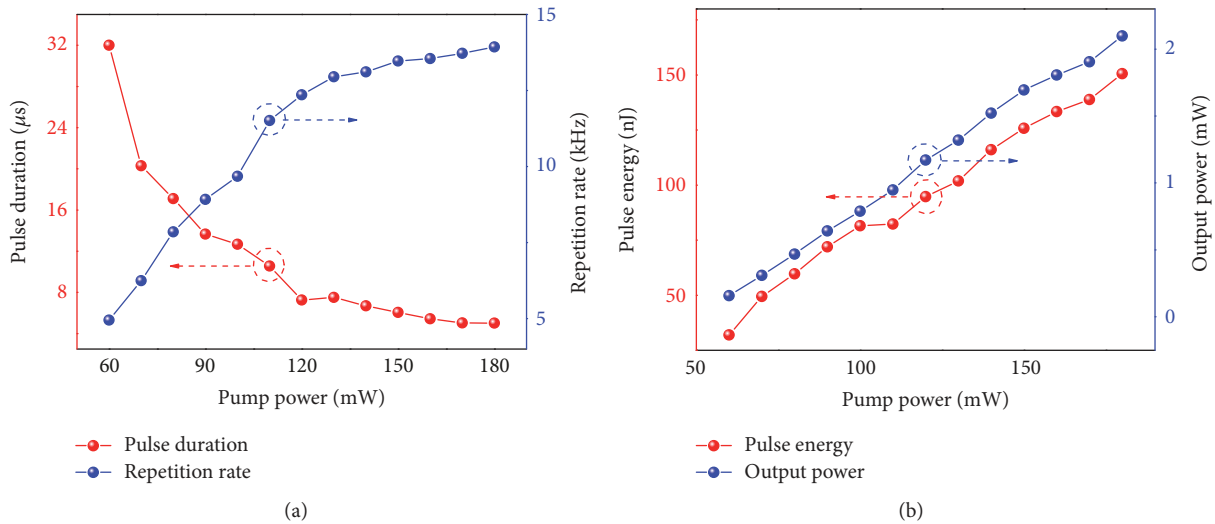 32
24
16
8
Pulse duration (μs)
15
10
5
Repetition rate (kHz)
60
90
120
150
180
Pump power (mW)
Pulse duration
Repetition rate
(a)
150
100
50
Pulse energy (nJ)
2
1
0
Output power (mW)
50
100
150
Pump power (mW)
Pulse energy
Output power
(b)